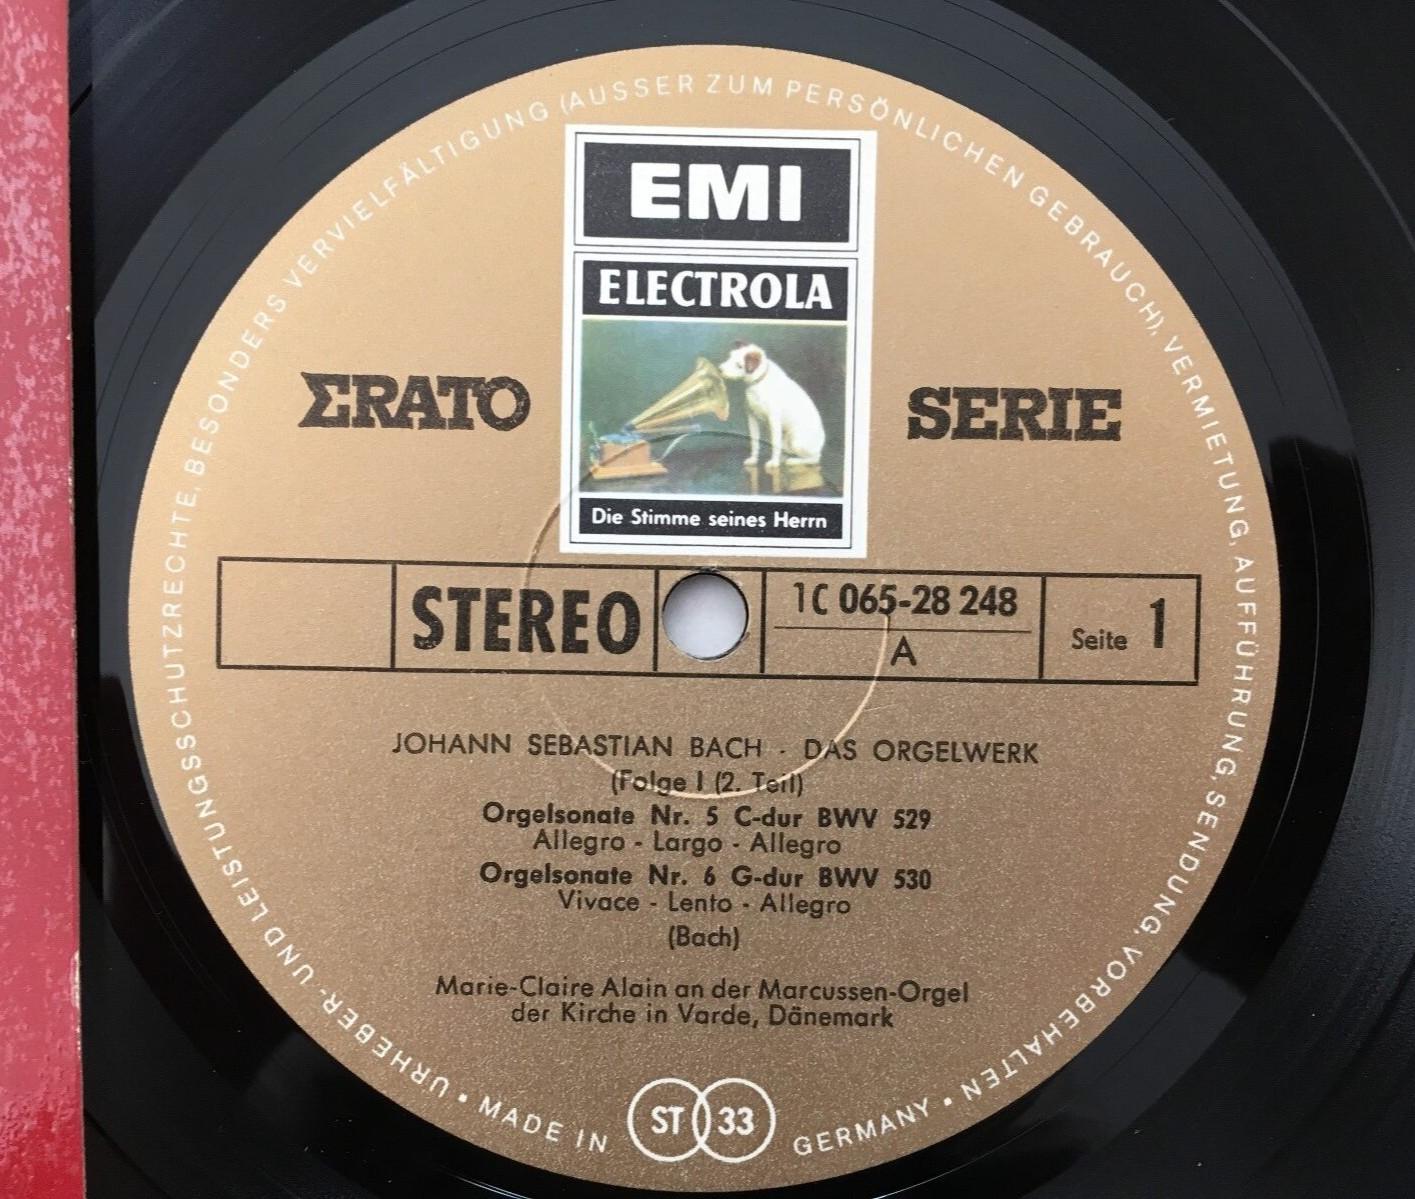 EMI
ELECTROLA
Die Stimme seines Herrn
ΣRATO SERIE
STEREO
1C 065-28 248
A
Seite 1
JOHANN SEBASTIAN BACH - DAS ORGELWERK
(Folge I (2. Teil)
Orgelsonate Nr. 5 C-dur BWV 529
Allegro - Largo - Allegro
Orgelsonate Nr. 6 G-dur BWV 530
Vivace - Lento - Allegro
(Bach)
Marie-Claire Alain an der Marcussen-Orgel
der Kirche in Varde, Dänemark
ST 33
URHEBER- UND LEISTUNGSSCHUTZRECHTE, BESONDERS VERVIELFÄLTIGUNG (AUSSER ZUM PERSÖNLICHEN GEBRAUCH), VERMIETUNG, AUFFÜHRUNG, SENDUNG, VORBEHALTEN • MADE IN GERMANY •